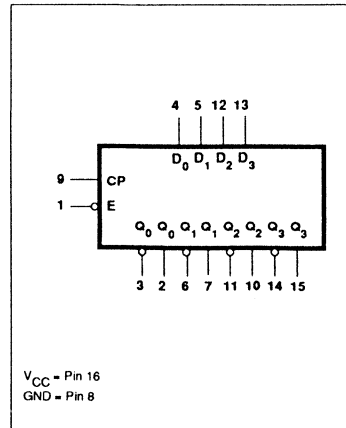 4 5 12 13
D0 D1 D2 D3
9 CP
1 E
Q0 Q0 Q1 Q1 Q2 Q2 Q3 Q3
3 2 6 7 11 10 14 15
VCC = Pin 16
GND = Pin 8